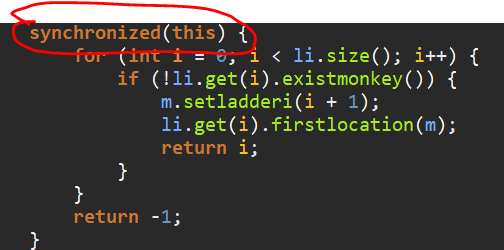 synchronized(this) {
for (int i = 0; i < li.size(); i++) {
if (!li.get(i).existmonkey()) {
m.setladderi(i + 1);
li.get(i).firstlocation(m);
return i;
}
}
return -1;
}